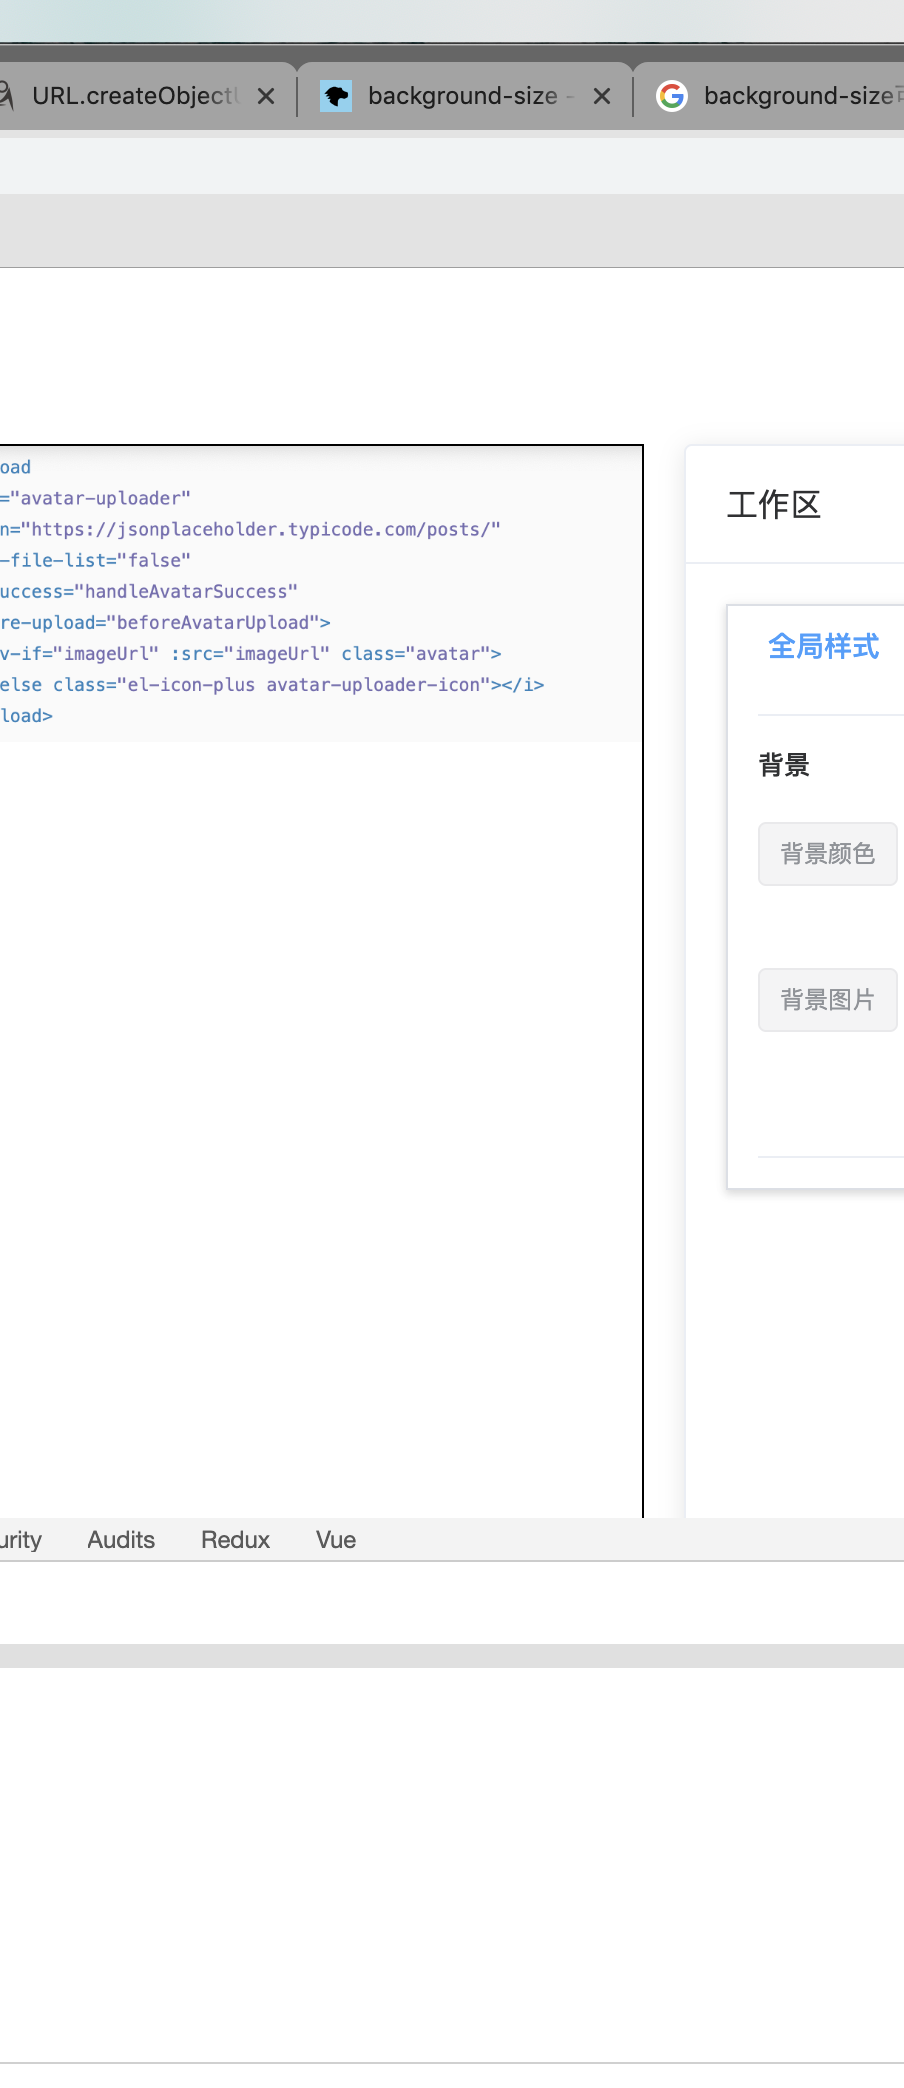 URL.createObject
background-size -
background-size
oad
="avatar-uploader"
n="https://jsonplaceholder.typicode.com/posts/"
-file-list="false"
uccess="handleAvatarSuccess"
re-upload="beforeAvatarUpload">
v-if="imageUrl" :src="imageUrl" class="avatar">
else class="el-icon-plus avatar-uploader-icon"></i>
load>
工作区
全局样式
背景
背景颜色
背景图片
urity Audits Redux Vue